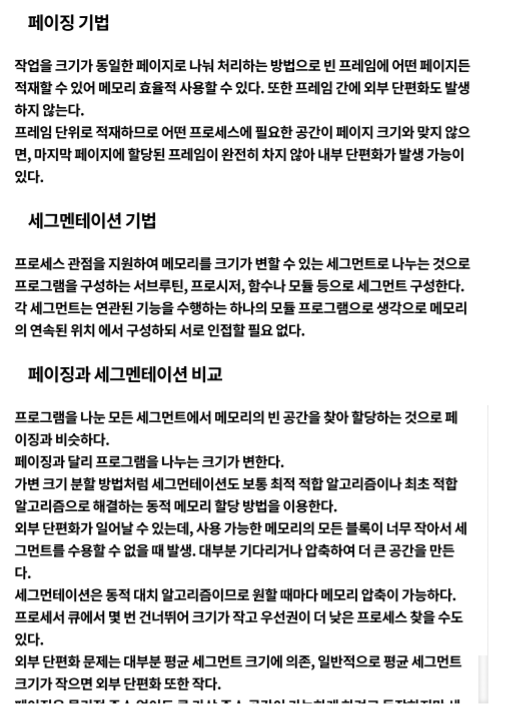 페이징 기법
작업을 크기가 동일한 페이지로 나눠 처리하는 방법으로 빈 프레임에 어떤 페이지든
적재할 수 있어 메모리 효율적 사용할 수 있다. 또한 프레임 간에 외부 단편화도 발생
하지 않는다.
프레임 단위로 적재하므로 어떤 프로세스에 필요한 공간이 페이지 크기와 맞지 않으
면, 마지막 페이지에 할당된 프레임이 완전히 차지 않아 내부 단편화가 발생 가능이
있다.
세그멘테이션 기법
프로세스 관점을 지원하여 메모리를 크기가 변할 수 있는 세그먼트로 나누는 것으로
프로그램을 구성하는 서브루틴, 프로시저, 함수나 모듈 등으로 세그먼트 구성한다.
각 세그먼트는 연관된 기능을 수행하는 하나의 모듈 프로그램으로 생각으로 메모리
의 연속된 위치 에서 구성하되 서로 인접할 필요 없다.
페이징과 세그멘테이션 비교
프로그램을 나눈 모든 세그먼트에서 메모리의 빈 공간을 찾아 할당하는 것으로 페
이징과 비슷하다.
페이징과 달리 프로그램을 나누는 크기가 변한다.
가변 크기 분할 방법처럼 세그먼테이션도 보통 최적 적합 알고리즘이나 최초 적합
알고리즘으로 해결하는 동적 메모리 할당 방법을 이용한다.
외부 단편화가 일어날 수 있는데, 사용 가능한 메모리의 모든 블록이 너무 작아서 세
그먼트를 수용할 수 없을 때 발생. 대부분 기다리거나 압축하여 더 큰 공간을 만든
다.
세그먼테이션은 동적 대치 알고리즘이므로 원할 때마다 메모리 압축이 가능하다.
프로세서 큐에서 몇 번 건너뛰어 크기가 작고 우선권이 더 낮은 프로세스 찾을 수도
있다.
외부 단편화 문제는 대부분 평균 세그먼트 크기에 의존, 일반적으로 평균 세그먼트
크기가 작으면 외부 단편화 또한 작다.